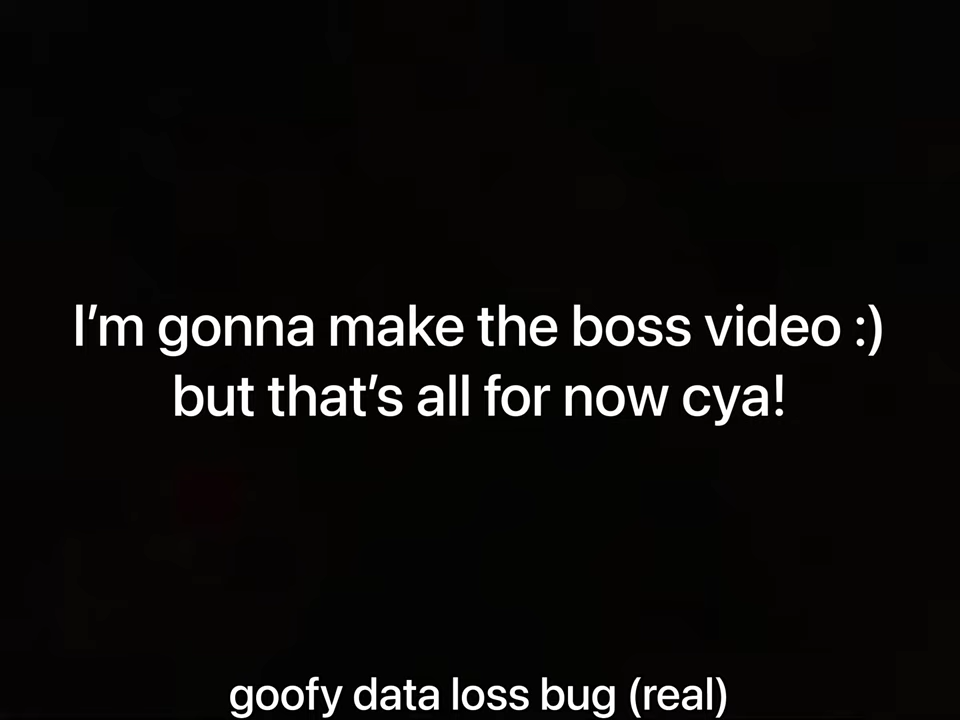 I’m gonna make the boss video :)
but that’s all for now cya!
goofy data loss bug (real)